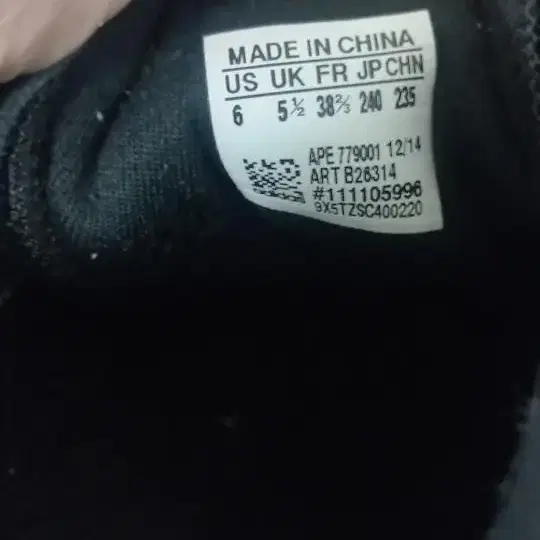 MADE IN CHINA
US UK FR JP CHN
6 5½ 38⅔ 240 235
APE 779001 12/14
ART B26314
#111105996
9X5TZSC400220